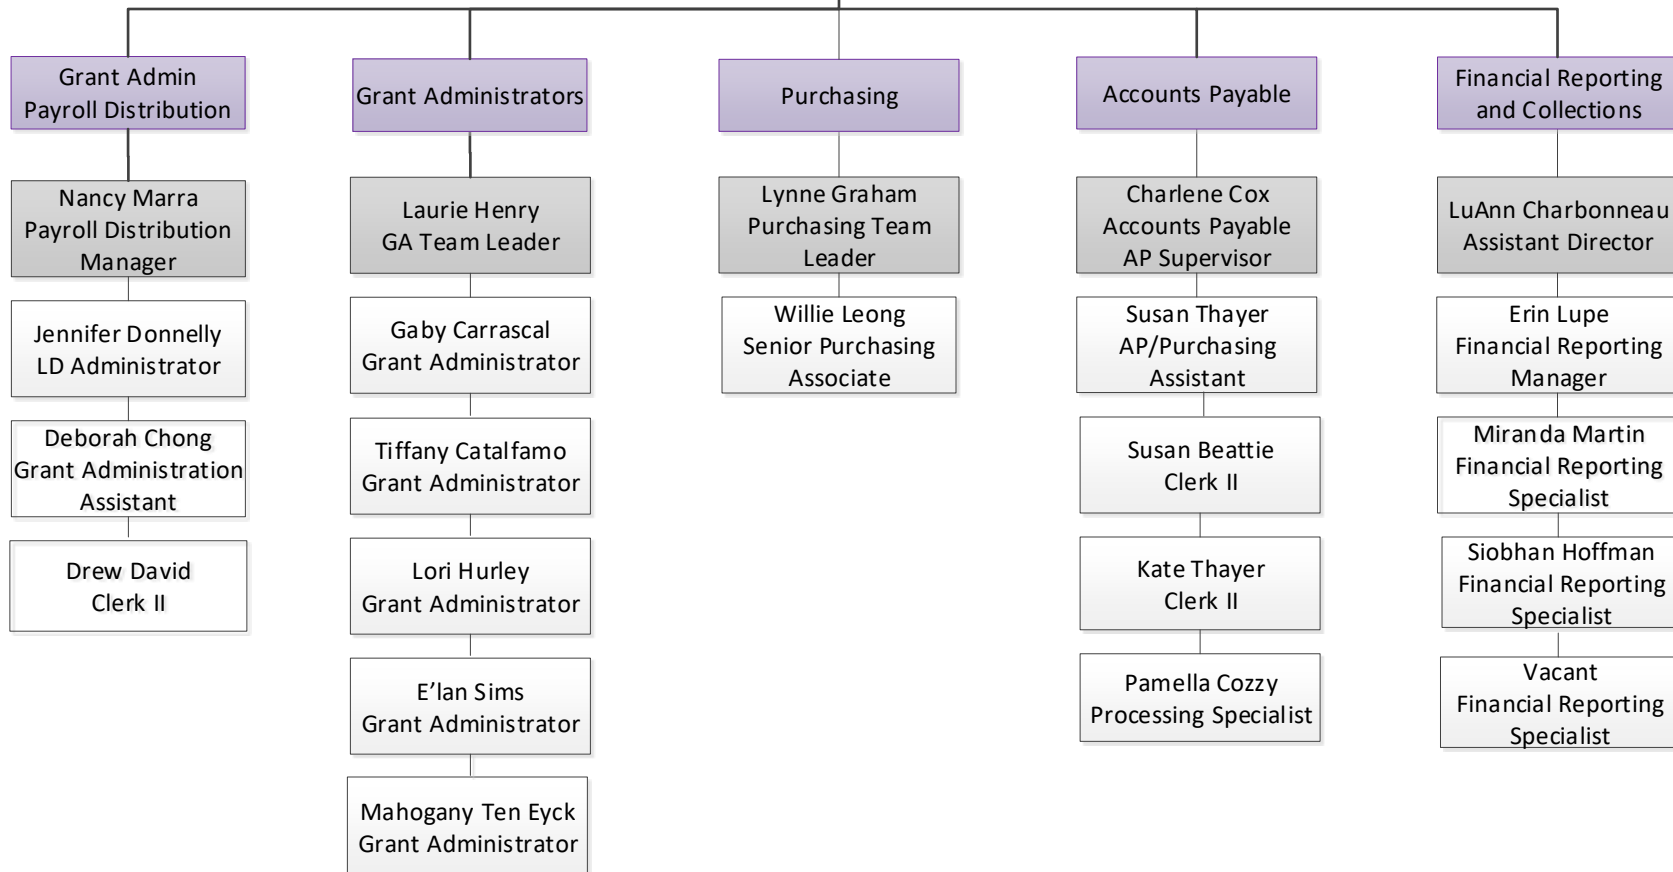 Grant Admin
Payroll Distribution
Nancy Marra
Payroll Distribution
Manager
Jennifer Donnelly
LD Administrator
Deborah Chong
Grant Administration
Assistant
Drew David
Clerk II
Grant Administrators
Laurie Henry
GA Team Leader
Gaby Carrascal
Grant Administrator
Tiffany Catalfamo
Grant Administrator
Lori Hurley
Grant Administrator
E’lan Sims
Grant Administrator
Mahogany Ten Eyck
Grant Administrator
Purchasing
Lynne Graham
Purchasing Team
Leader
Willie Leong
Senior Purchasing
Associate
Accounts Payable
Charlene Cox
Accounts Payable
AP Supervisor
Susan Thayer
AP/Purchasing
Assistant
Susan Beattie
Clerk II
Kate Thayer
Clerk II
Pamella Cozzy
Processing Specialist
Financial Reporting
and Collections
LuAnn Charbonneau
Assistant Director
Erin Lupe
Financial Reporting
Manager
Miranda Martin
Financial Reporting
Specialist
Siobhan Hoffman
Financial Reporting
Specialist
Vacant
Financial Reporting
Specialist